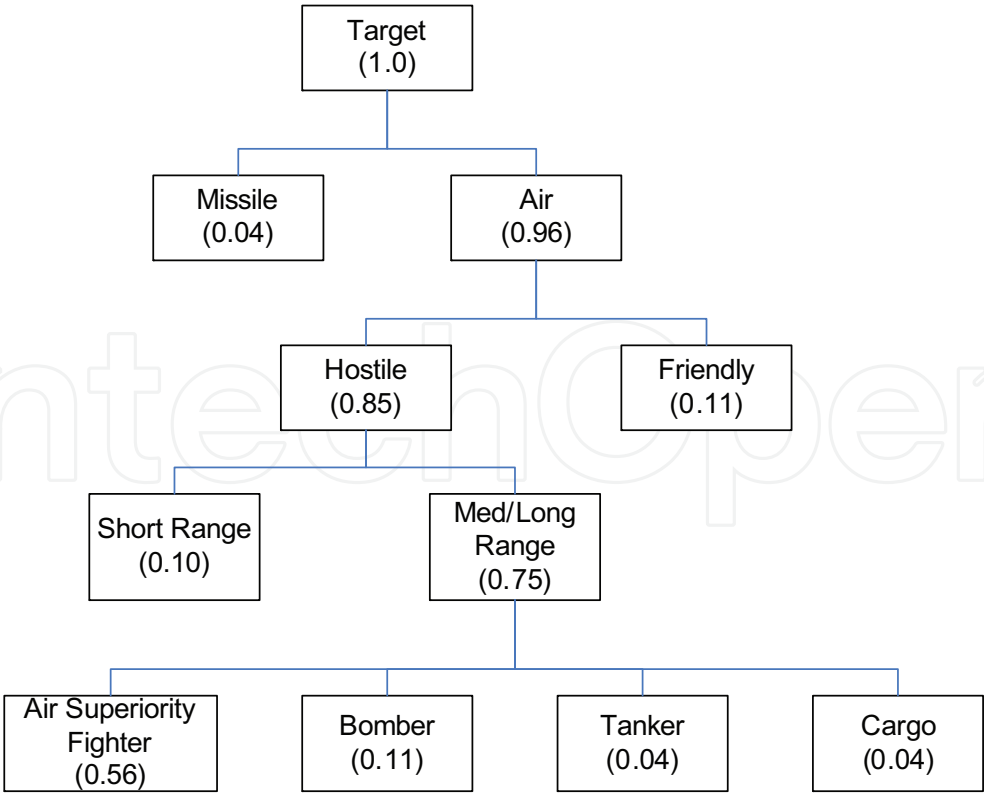 Target
(1.0)
Missile
(0.04)
Air
(0.96)
Hostile
(0.85)
Friendly
(0.11)
Short Range
(0.10)
Med/Long
Range
(0.75)
Air Superiority
Fighter
(0.56)
Bomber
(0.11)
Tanker
(0.04)
Cargo
(0.04)